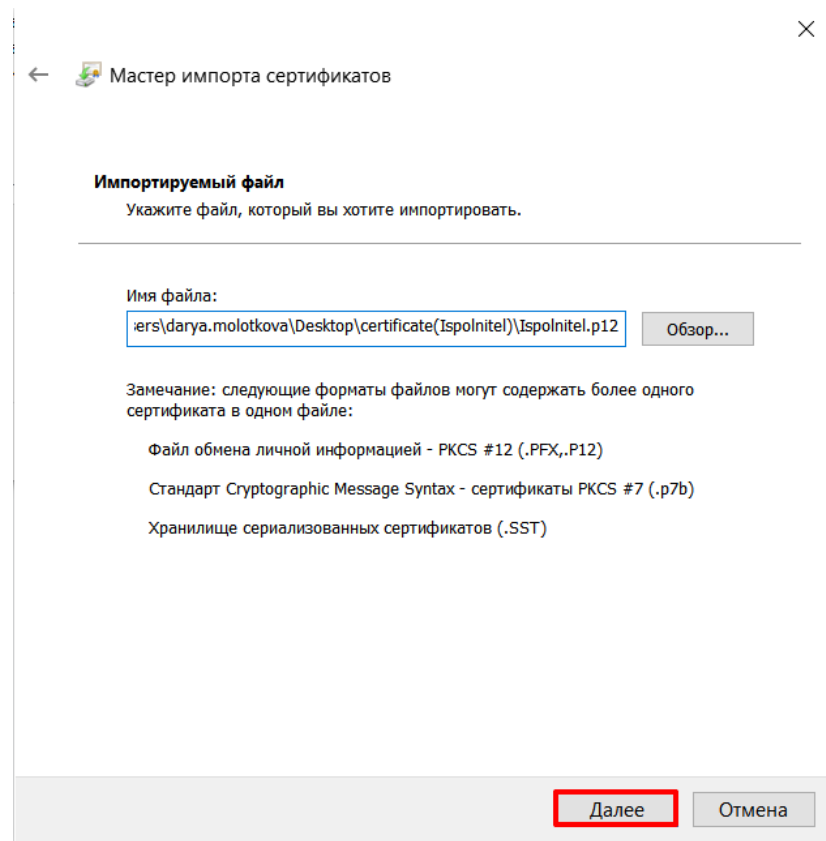 Мастер импорта сертификатов
Импортируемый файл
Укажите файл, который вы хотите импортировать.
Имя файла:
ers\darya.molotkova\Desktop\certificate(Ispolnitel)\Ispolnitel.p12
Обзор...
Замечание: следующие форматы файлов могут содержать более одного
сертификата в одном файле:
Файл обмена личной информацией - PKCS #12 (.PFX,.P12)
Стандарт Cryptographic Message Syntax - сертификаты PKCS #7 (.p7b)
Хранилище сериализованных сертификатов (.SST)
Далее
Отмена